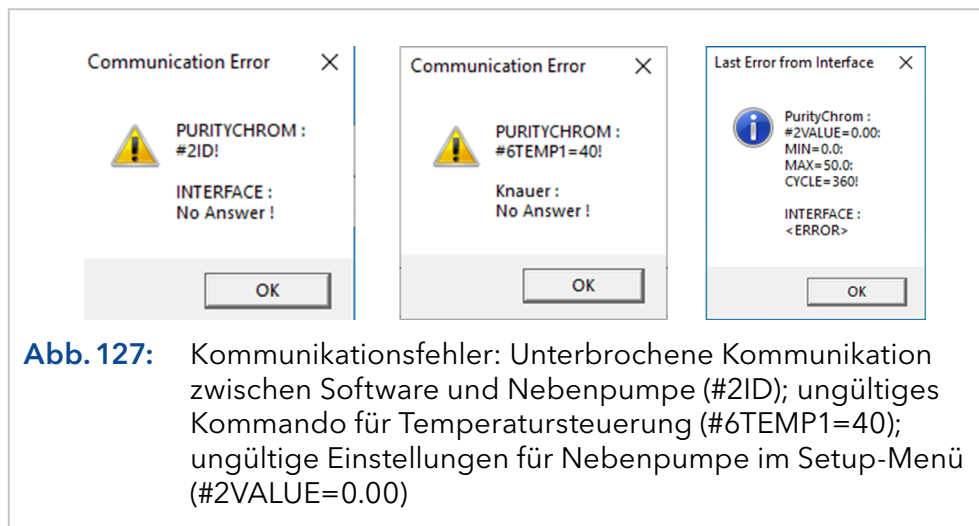 Communication Error
PURITYCHROM :
#2ID!
INTERFACE :
No Answer !
OK
Communication Error
PURITYCHROM :
#6TEMP1=40!
Knauer :
No Answer !
OK
Last Error from Interface
PurityChrom :
#2VALUE=0.00:
MIN=0.0:
MAX=50.0:
CYCLE=360!
INTERFACE :
<ERROR>
OK
Abb. 127: Kommunikationsfehler: Unterbrochene Kommunikation
zwischen Software und Nebenpumpe (#2ID); ungültiges
Kommando für Temperatursteuerung (#6TEMP1=40);
ungültige Einstellungen für Nebenpumpe im Setup-Menü
(#2VALUE=0.00)